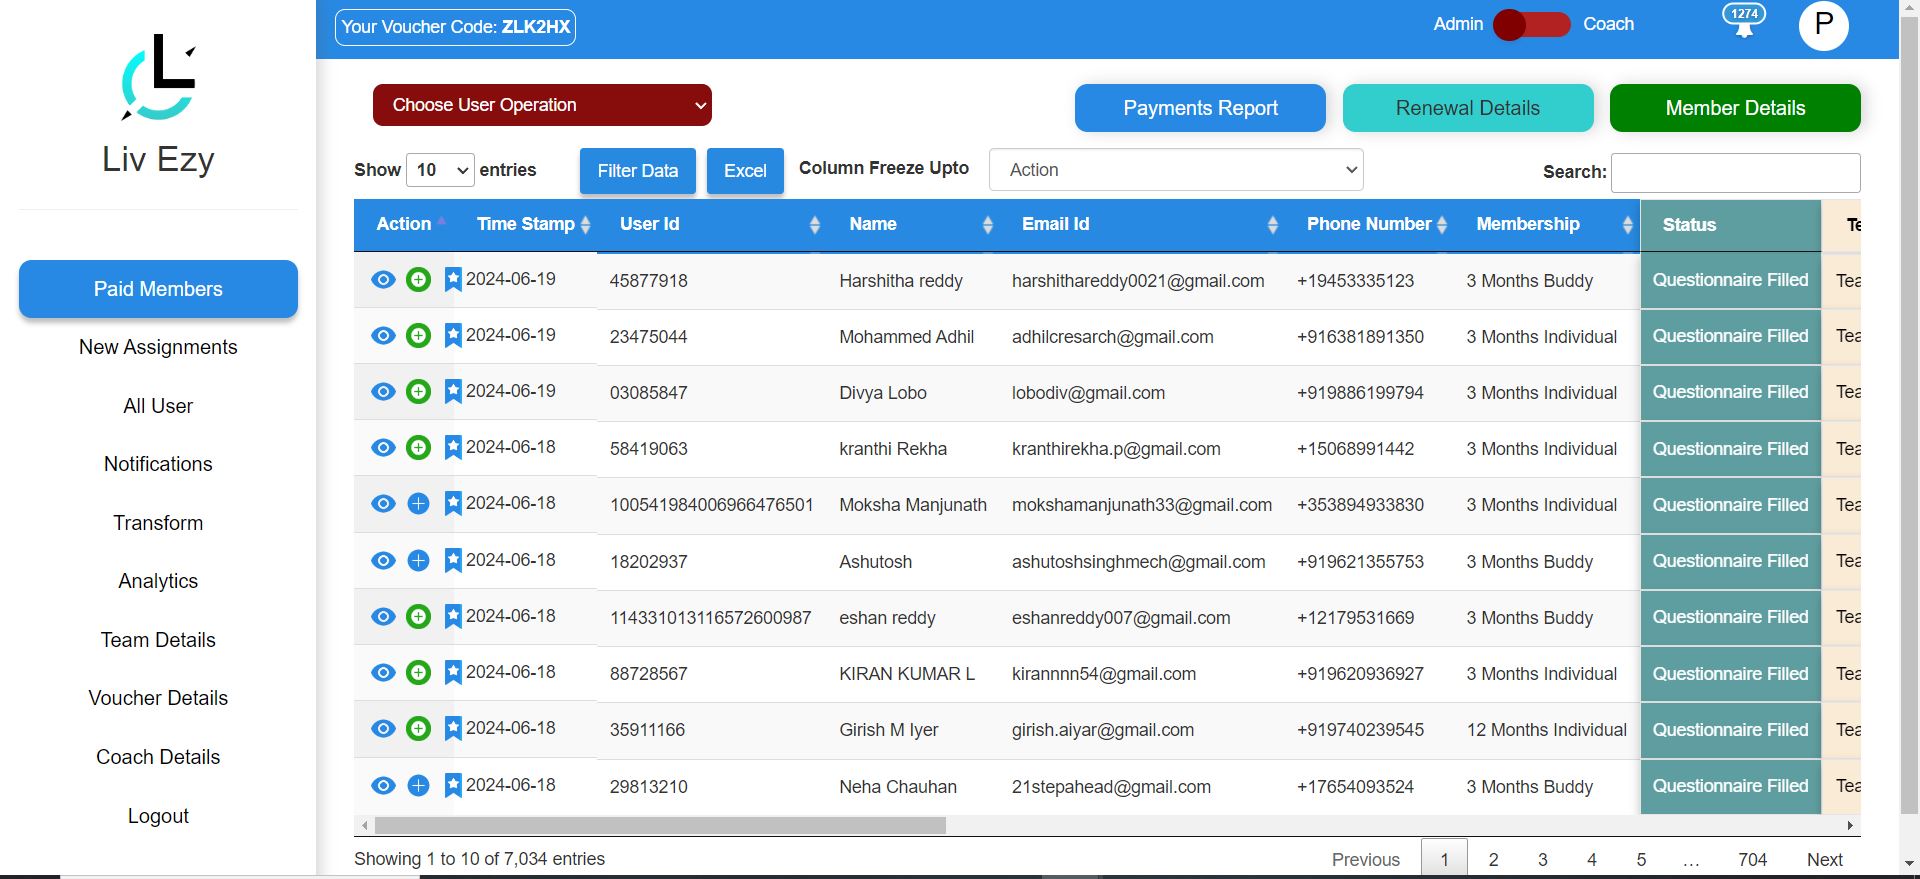 Liv Ezy
Paid Members
New Assignments
All User
Notifications
Transform
Analytics
Team Details
Voucher Details
Coach Details
Logout
Your Voucher Code: ZLK2HX
Admin Coach 1274 P
Choose User Operation Payments Report Renewal Details Member Details
Show 10 entries Filter Data Excel Column Freeze Upto Action Search:
Action Time Stamp User Id Name Email Id Phone Number Membership Status Te
2024-06-19 45877918 Harshitha reddy harshithareddy0021@gmail.com +19453335123 3 Months Buddy Questionnaire Filled Tea
2024-06-19 23475044 Mohammed Adhil adhilcresarch@gmail.com +916381891350 3 Months Individual Questionnaire Filled Tea
2024-06-19 03085847 Divya Lobo lobodiv@gmail.com +919886199794 3 Months Individual Questionnaire Filled Tea
2024-06-18 58419063 kranthi Rekha kranthirekha.p@gmail.com +15068991442 3 Months Individual Questionnaire Filled Tea
2024-06-18 100541984006966476501 Moksha Manjunath mokshamanjunath33@gmail.com +353894933830 3 Months Individual Questionnaire Filled Tea
2024-06-18 18202937 Ashutosh ashutoshsinghmech@gmail.com +919621355753 3 Months Buddy Questionnaire Filled Tea
2024-06-18 114331013116572600987 eshan reddy eshanreddy007@gmail.com +12179531669 3 Months Buddy Questionnaire Filled Tea
2024-06-18 88728567 KIRAN KUMAR L kirannnn54@gmail.com +919620936927 3 Months Individual Questionnaire Filled Tea
2024-06-18 35911166 Girish M Iyer girish.aiyar@gmail.com +919740239545 12 Months Individual Questionnaire Filled Tea
2024-06-18 29813210 Neha Chauhan 21stepahead@gmail.com +17654093524 3 Months Buddy Questionnaire Filled Tea
Showing 1 to 10 of 7,034 entries Previous 1 2 3 4 5 … 704 Next